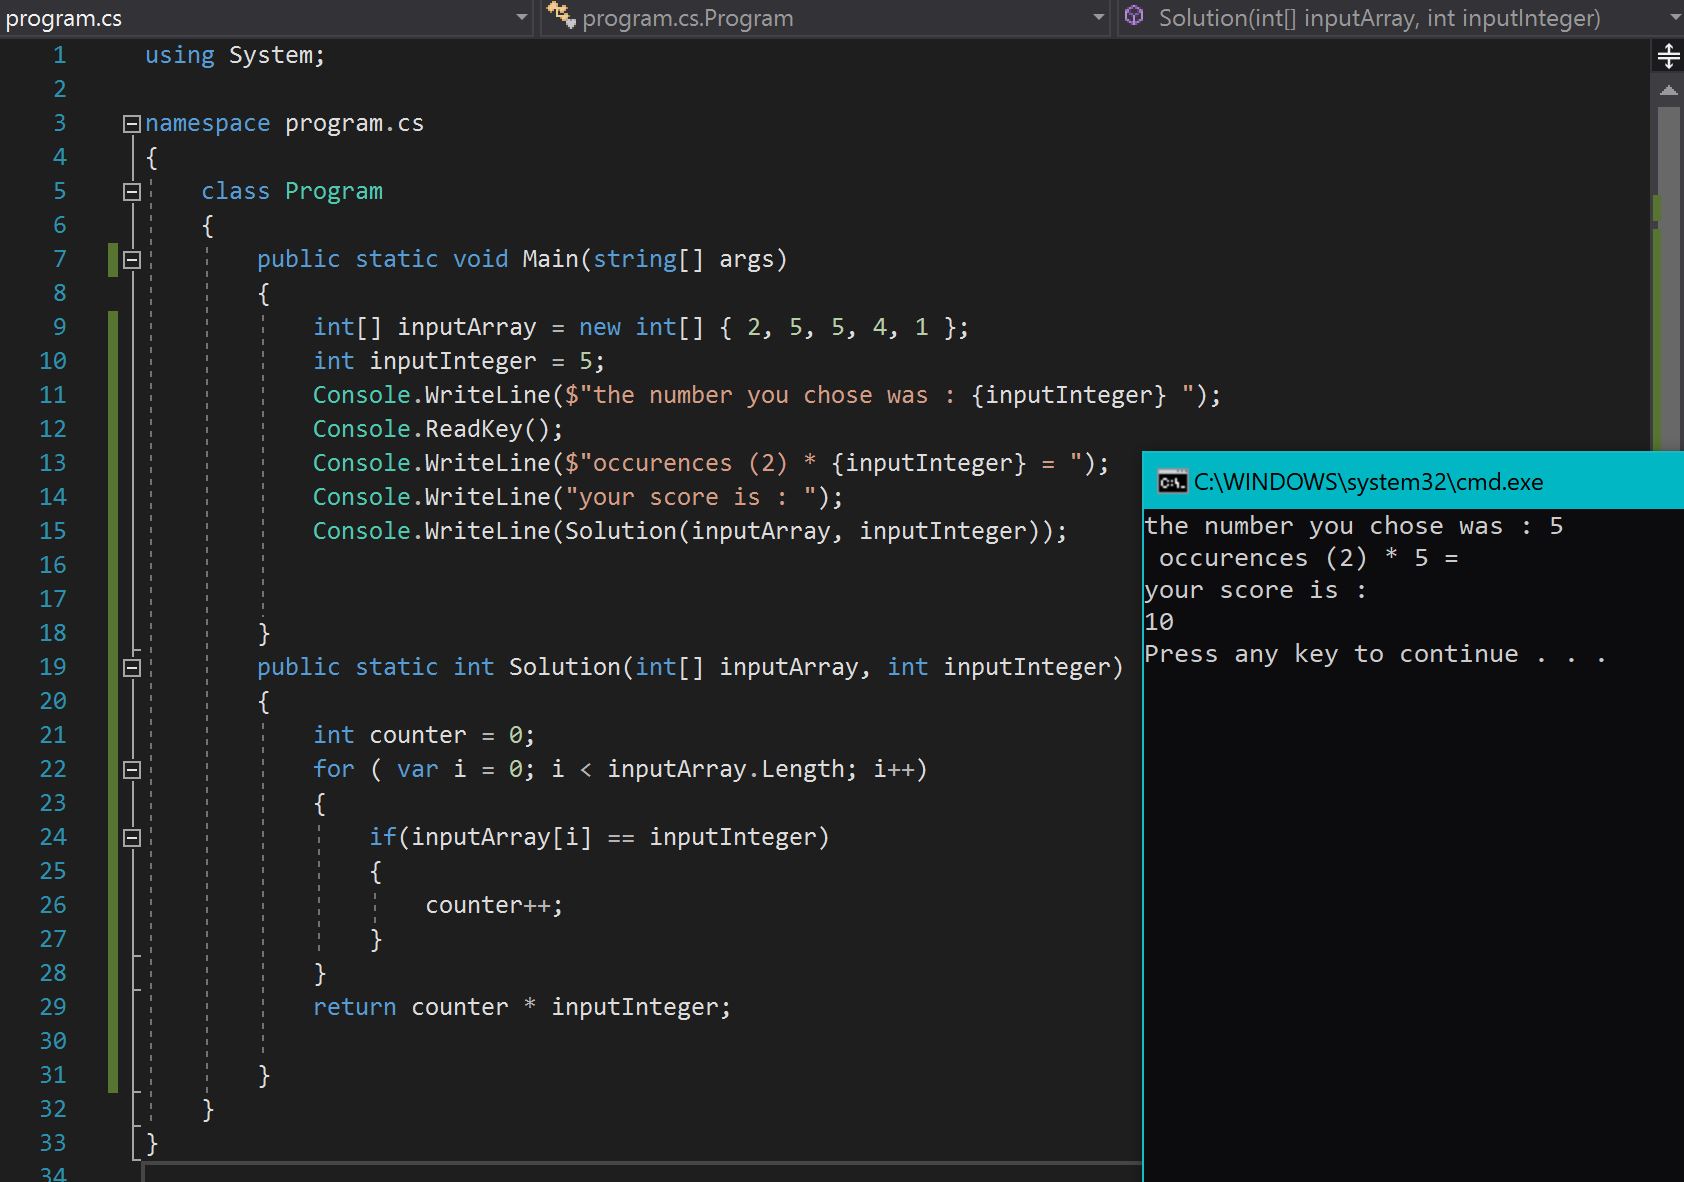 program.cs program.cs.Program Solution(int[] inputArray, int inputInteger)
1 using System;
2
3 namespace program.cs
4 {
5 class Program
6 {
7 public static void Main(string[] args)
8 {
9 int[] inputArray = new int[] { 2, 5, 5, 4, 1 };
10 int inputInteger = 5;
11 Console.WriteLine($"the number you chose was : {inputInteger} ");
12 Console.ReadKey();
13 Console.WriteLine($"occurences (2) * {inputInteger} = ");
14 Console.WriteLine("your score is : ");
15 Console.WriteLine(Solution(inputArray, inputInteger));
16
17
18 }
19 public static int Solution(int[] inputArray, int inputInteger)
20 {
21 int counter = 0;
22 for ( var i = 0; i < inputArray.Length; i++)
23 {
24 if(inputArray[i] == inputInteger)
25 {
26 counter++;
27 }
28 }
29 return counter * inputInteger;
30
31 }
32 }
33 }
34
C:\WINDOWS\system32\cmd.exe
the number you chose was : 5
occurences (2) * 5 =
your score is :
10
Press any key to continue . . .